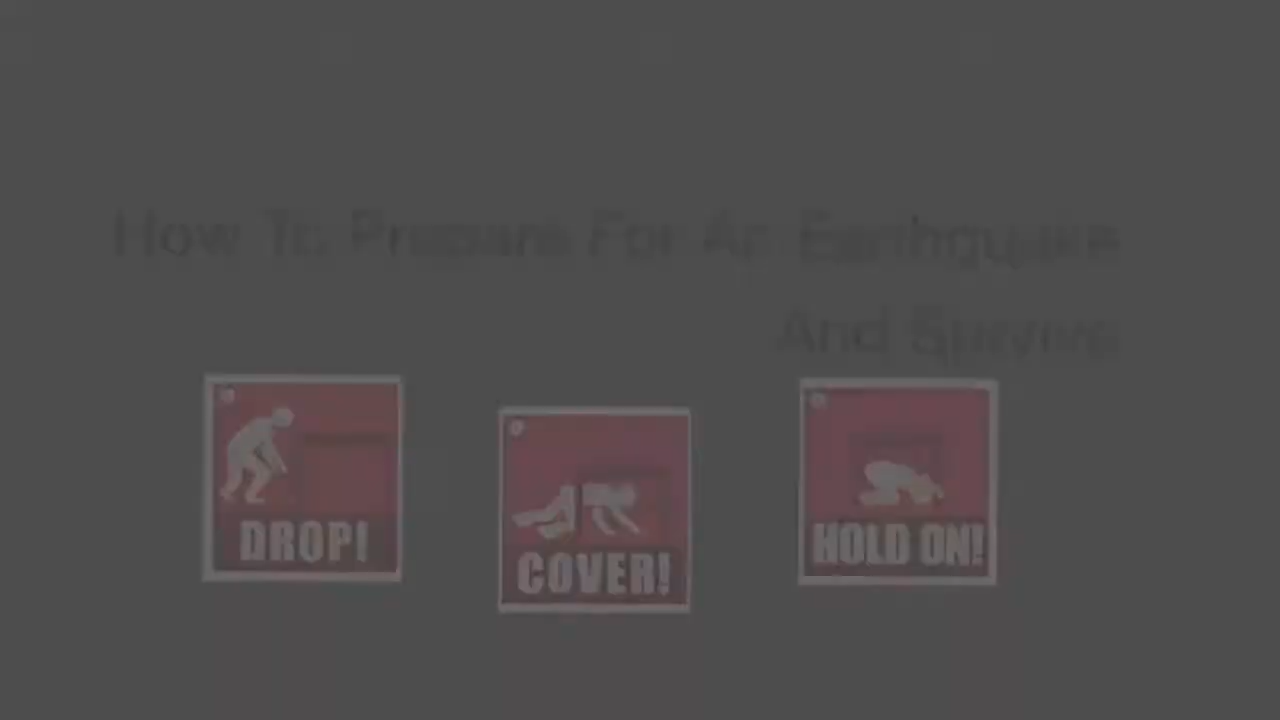 How To Prepare For An Earthquake
And Survive
DROP!
COVER!
HOLD ON!